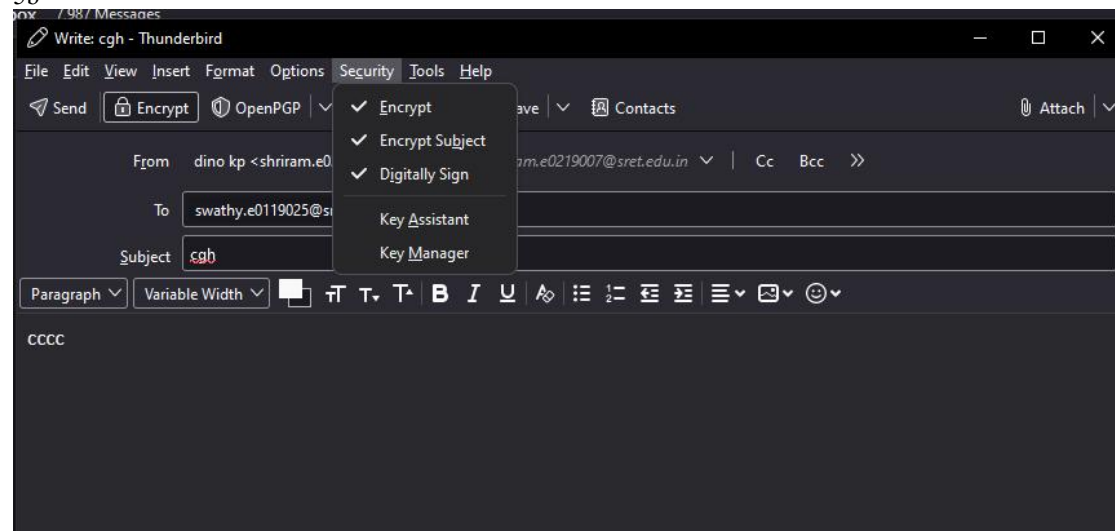 5b
box 7,987 Messages
Write: cgh - Thunderbird
File Edit View Insert Format Options Security Tools Help
Send Encrypt OpenPGP ave Contacts Attach
Encrypt
Encrypt Subject
Digitally Sign
Key Assistant
Key Manager
From dino kp <shriram.e0 am.e0219007@sret.edu.in Cc Bcc »
To swathy.e0119025@s
Subject cgh
Paragraph Variable Width B I U
cccc